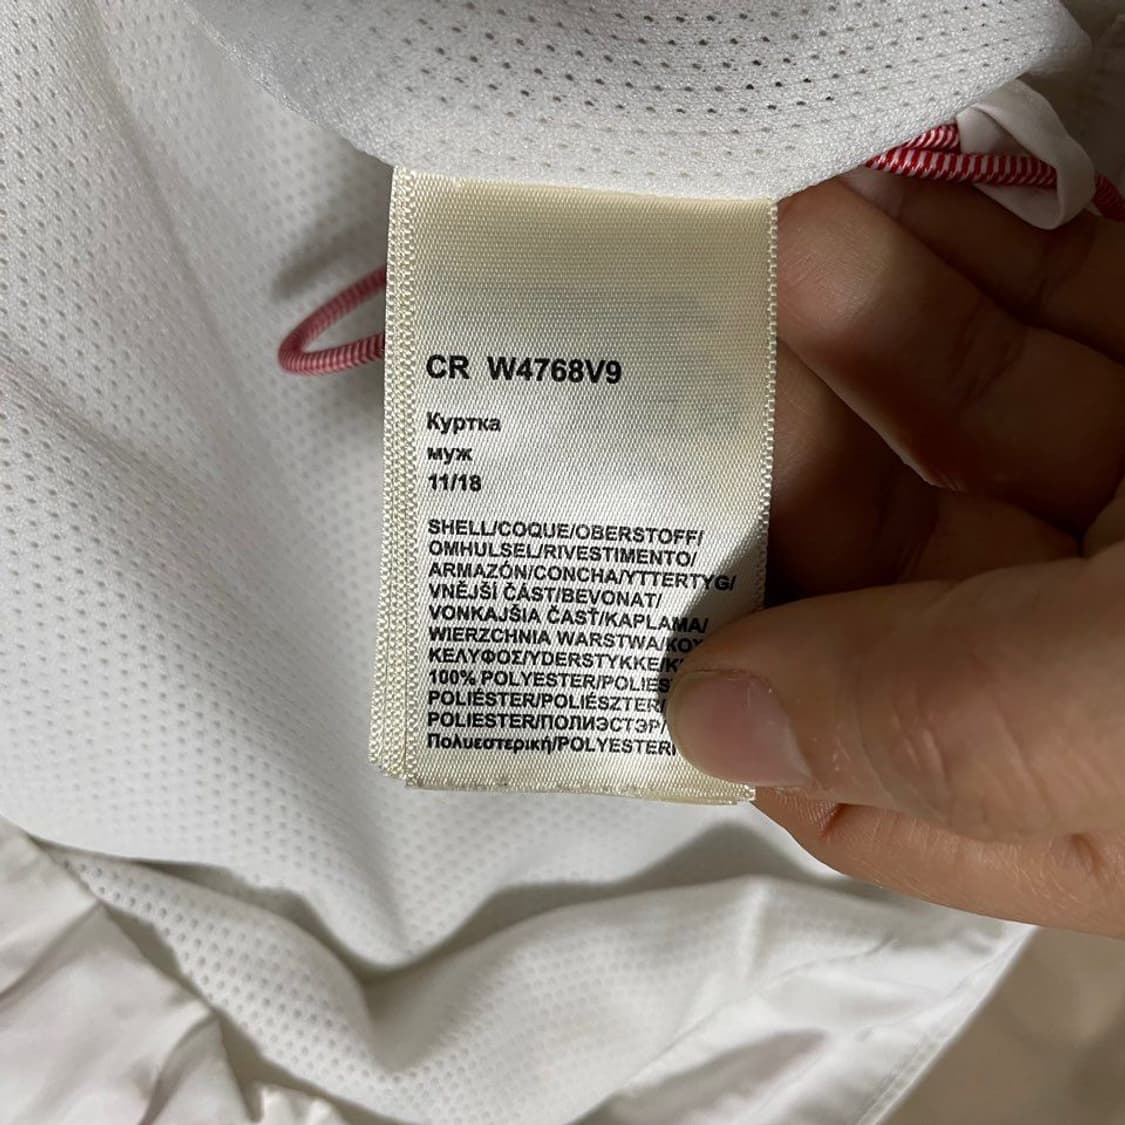 CR W4768V9
Куртка
муж
11/18
SHELL/COQUE/OBERSTOFF/
OMHULSEL/RIVESTIMENTO/
ARMAZÓN/CONCHA/YTTERTYG/
VNĚJŠÍ ČÁST/BEVONAT/
VONKAJŠIA ČASŤ/KAPLAMA/
WIERZCHNIA WARSTWA/
ΚΕΛΥΦΟΣ/YDERSTYKKE/
100% POLYESTER/
POLIÉSTER/POLIÉSZTER/
POLIESTER/ПОЛИЭСТЭР/
Πολυεστερική/POLYESTERI